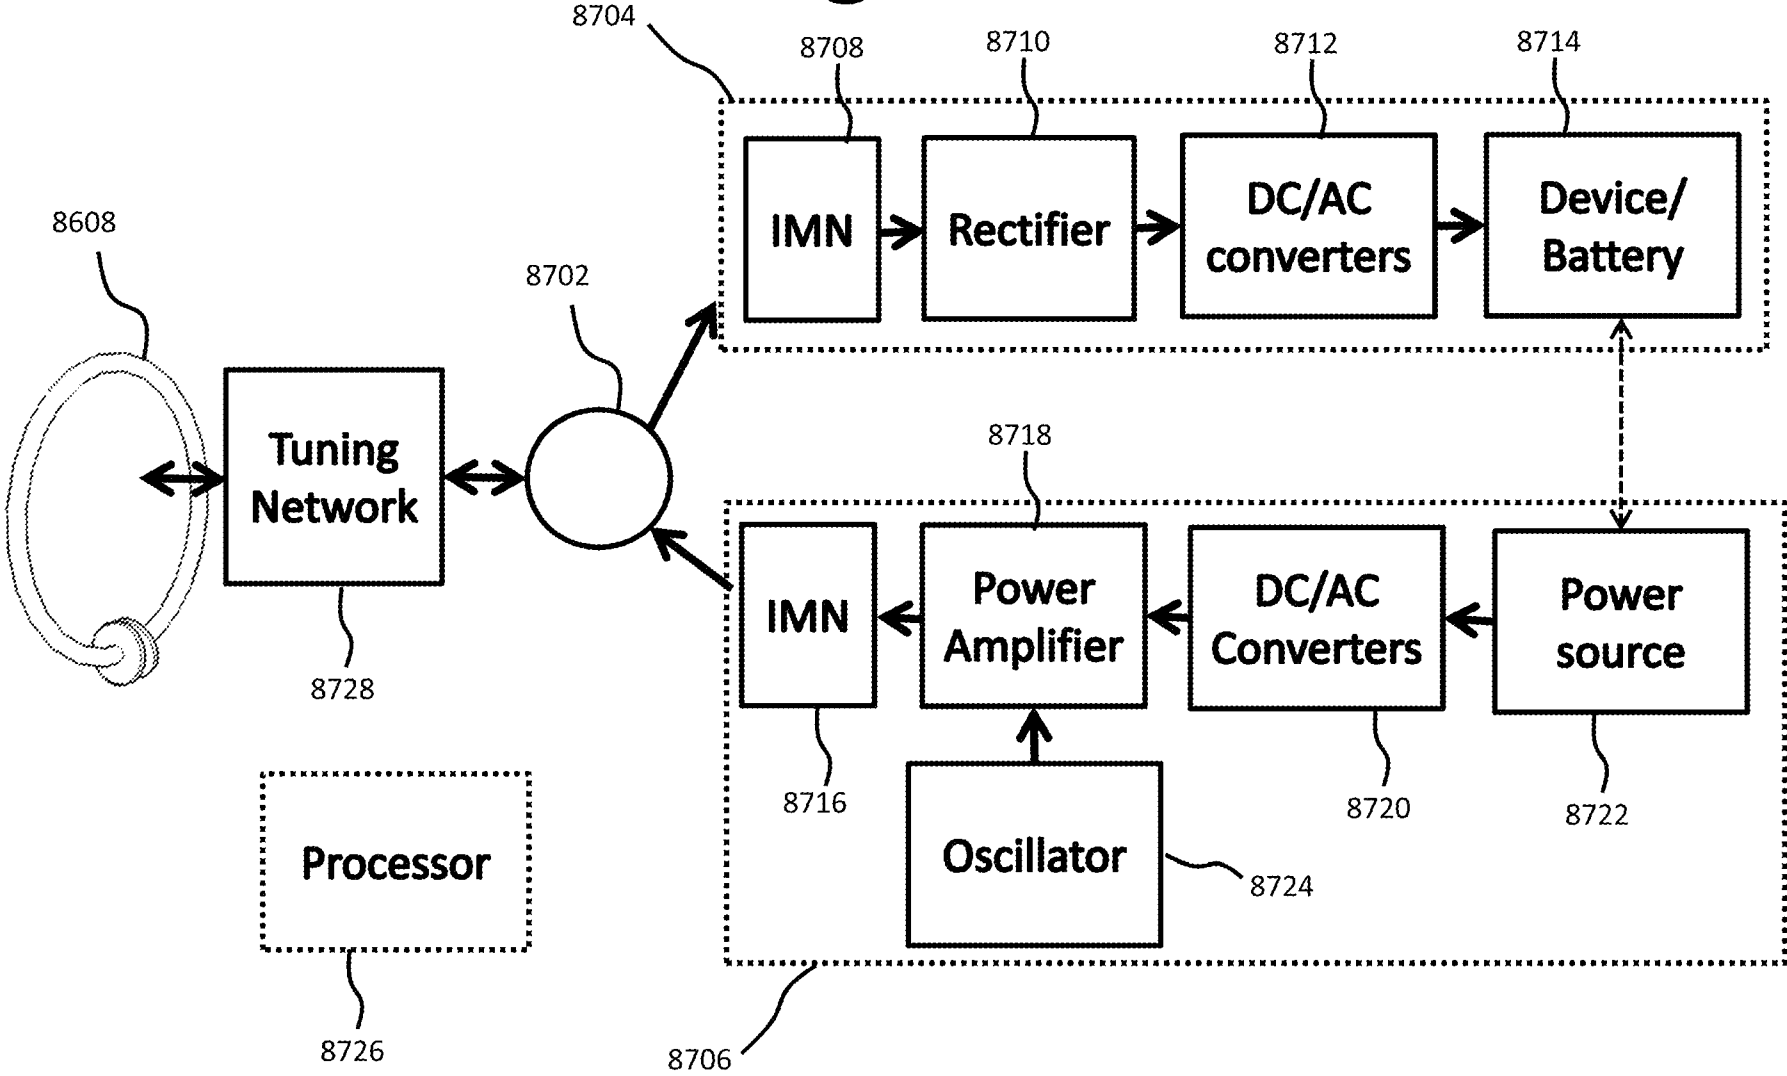 8704
8708
8710
8712
8714
IMN
Rectifier
DC/AC
converters
Device/
Battery
8608
8702
Tuning
Network
8728
8718
IMN
Power
Amplifier
DC/AC
Converters
Power
source
8716
8720
8722
Oscillator
8724
Processor
8726
8706